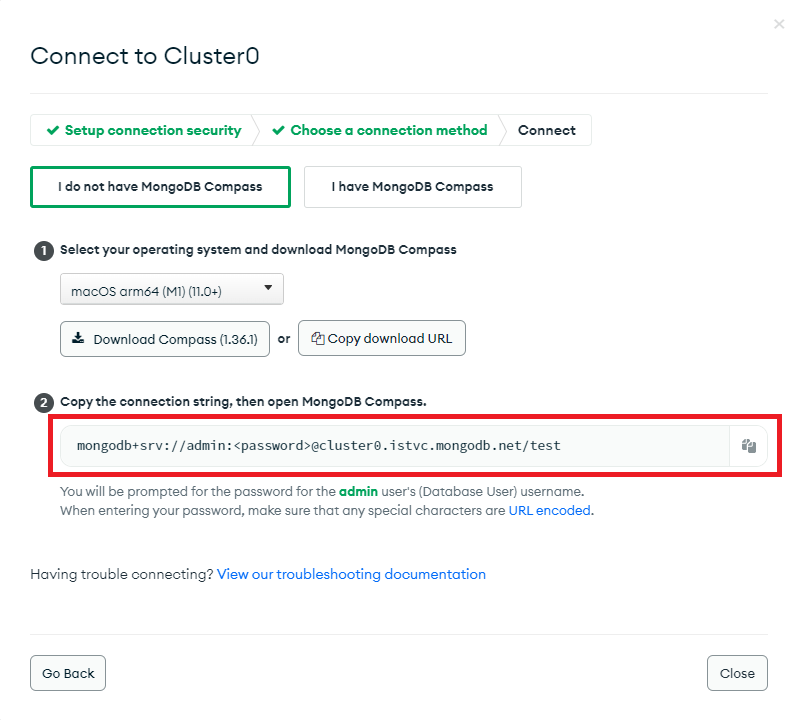 Connect to Cluster0
Setup connection security
Choose a connection method
Connect
I do not have MongoDB Compass
I have MongoDB Compass
1 Select your operating system and download MongoDB Compass
macOS arm64 (M1) (11.0+)
Download Compass (1.36.1) or Copy download URL
2 Copy the connection string, then open MongoDB Compass.
mongodb+srv://admin:<password>@cluster0.istvc.mongodb.net/test
You will be prompted for the password for the admin user's (Database User) username.
When entering your password, make sure that any special characters are URL encoded.
Having trouble connecting? View our troubleshooting documentation
Go Back
Close